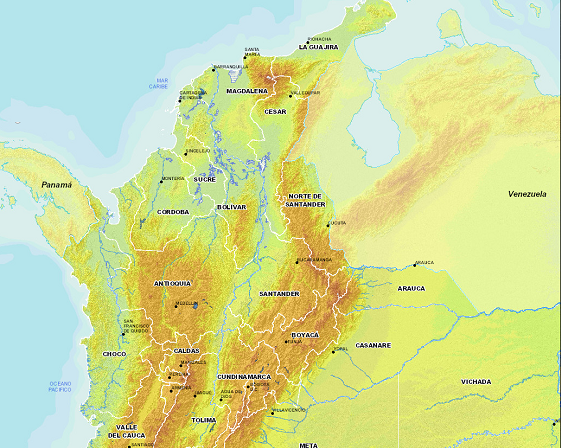 RIOHACHA
LA GUAJIRA
SANTA
MARTA
BARRANQUILLA
MAR
CARIBE
CARTAGENA
DE INDIAS
MAGDALENA
VALLEDUPAR
CESAR
SINCELEJO
Panamá
MONTERIA
SUCRE
Venezuela
NORTE DE
SANTANDER
CORDOBA
BOLIVAR
CUCUTA
BUCARAMANGA
ARAUCA
ANTIOQUIA
ARAUCA
SANTANDER
MEDELLIN
SAN
FRANCISCO
DE QUIBDO
BOYACA
TUNJA
CASANARE
YOPAL
CHOCO
CALDAS
MANIZALES
PEREIRA
CUNDINAMARCA
VICHADA
OCEANO
PACIFICO
ARMENIA
IBAGUE
BOGOTA
VILLAVICENCIO
TOLIMA
VALLE
DEL CAUCA
SANTIAGO
META